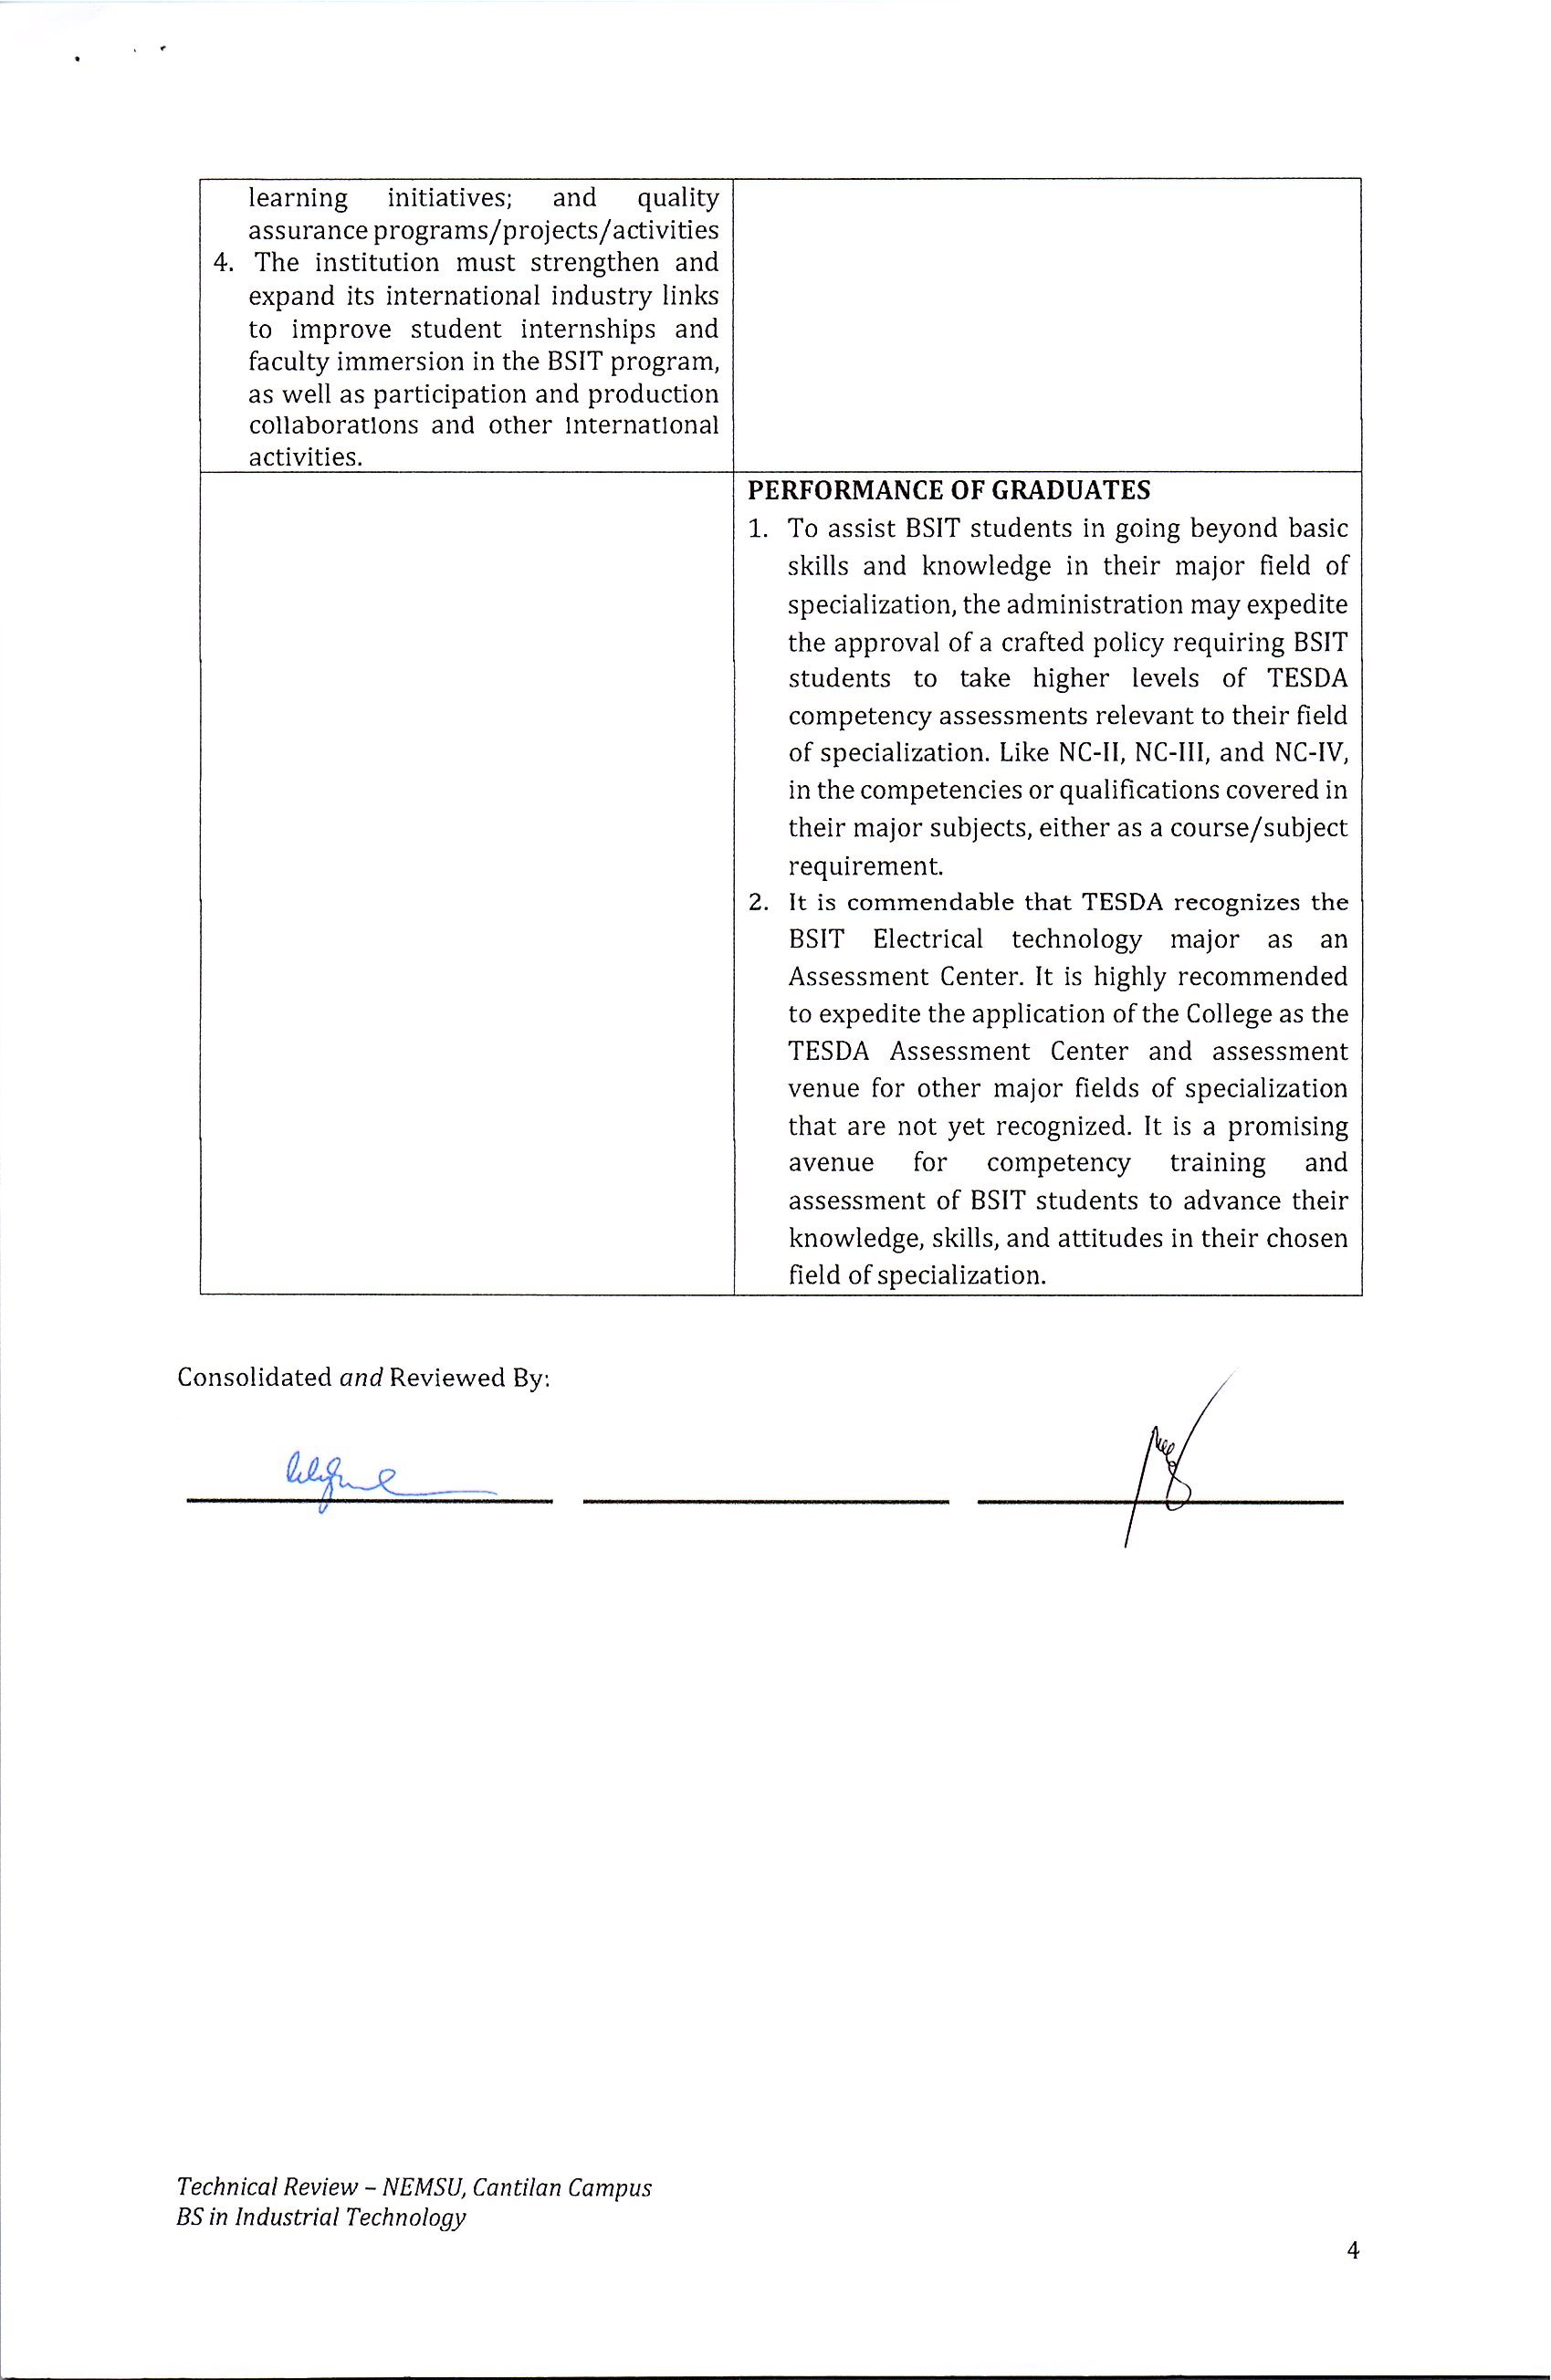 learning initiatives; and quality
assurance programs/projects/activities
4. The institution must strengthen and
expand its international industry links
to improve student internships and
faculty immersion in the BSIT program,
as well as participation and production
collaborations and other international
activities.
PERFORMANCE OF GRADUATES
1. To assist BSIT students in going beyond basic
skills and knowledge in their major field of
specialization, the administration may expedite
the approval of a crafted policy requiring BSIT
students to take higher levels of TESDA
competency assessments relevant to their field
of specialization. Like NC-II, NC-III, and NC-IV,
in the competencies or qualifications covered in
their major subjects, either as a course/subject
requirement.
2. It is commendable that TESDA recognizes the
BSIT Electrical technology major as an
Assessment Center. It is highly recommended
to expedite the application of the College as the
TESDA Assessment Center and assessment
venue for other major fields of specialization
that are not yet recognized. It is a promising
avenue for competency training and
assessment of BSIT students to advance their
knowledge, skills, and attitudes in their chosen
field of specialization.
Consolidated and Reviewed By:
Technical Review – NEMSU, Cantilan Campus
BS in Industrial Technology
4